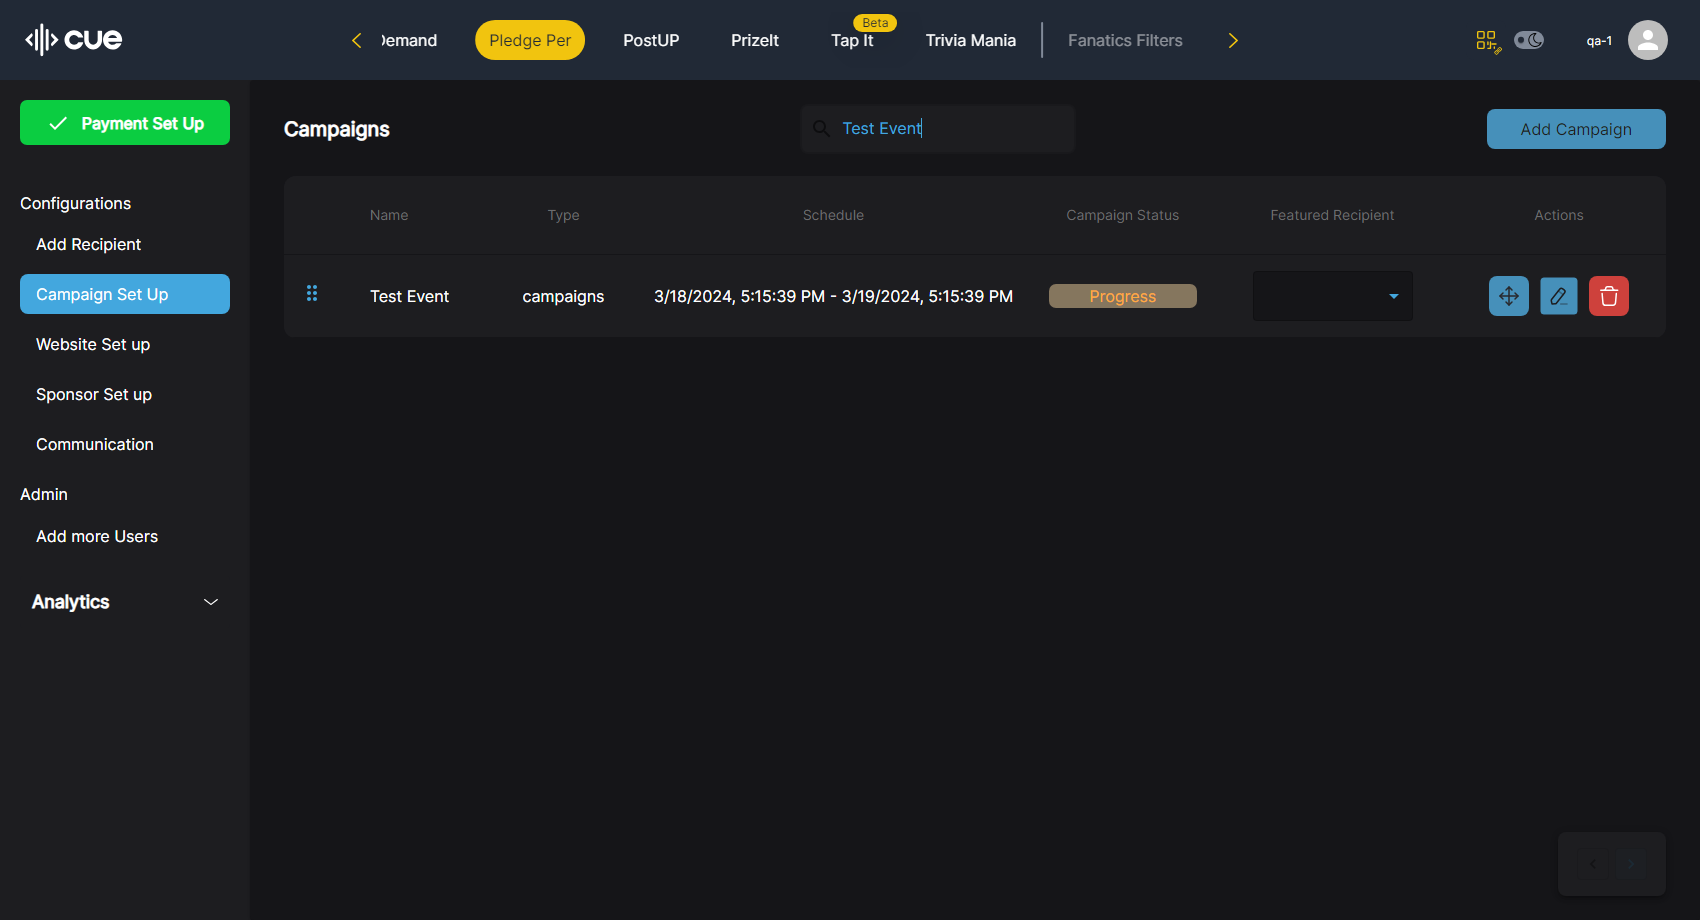 cue
Demand
Pledge Per
PostUP
PrizeIt
Tap It
Beta
Trivia Mania
Fanatics Filters
qa-1
Payment Set Up
Configurations
Add Recipient
Campaign Set Up
Website Set up
Sponsor Set up
Communication
Admin
Add more Users
Analytics
Campaigns
Test Event
Add Campaign
Name Type Schedule Campaign Status Featured Recipient Actions
Test Event campaigns 3/18/2024, 5:15:39 PM - 3/19/2024, 5:15:39 PM Progress